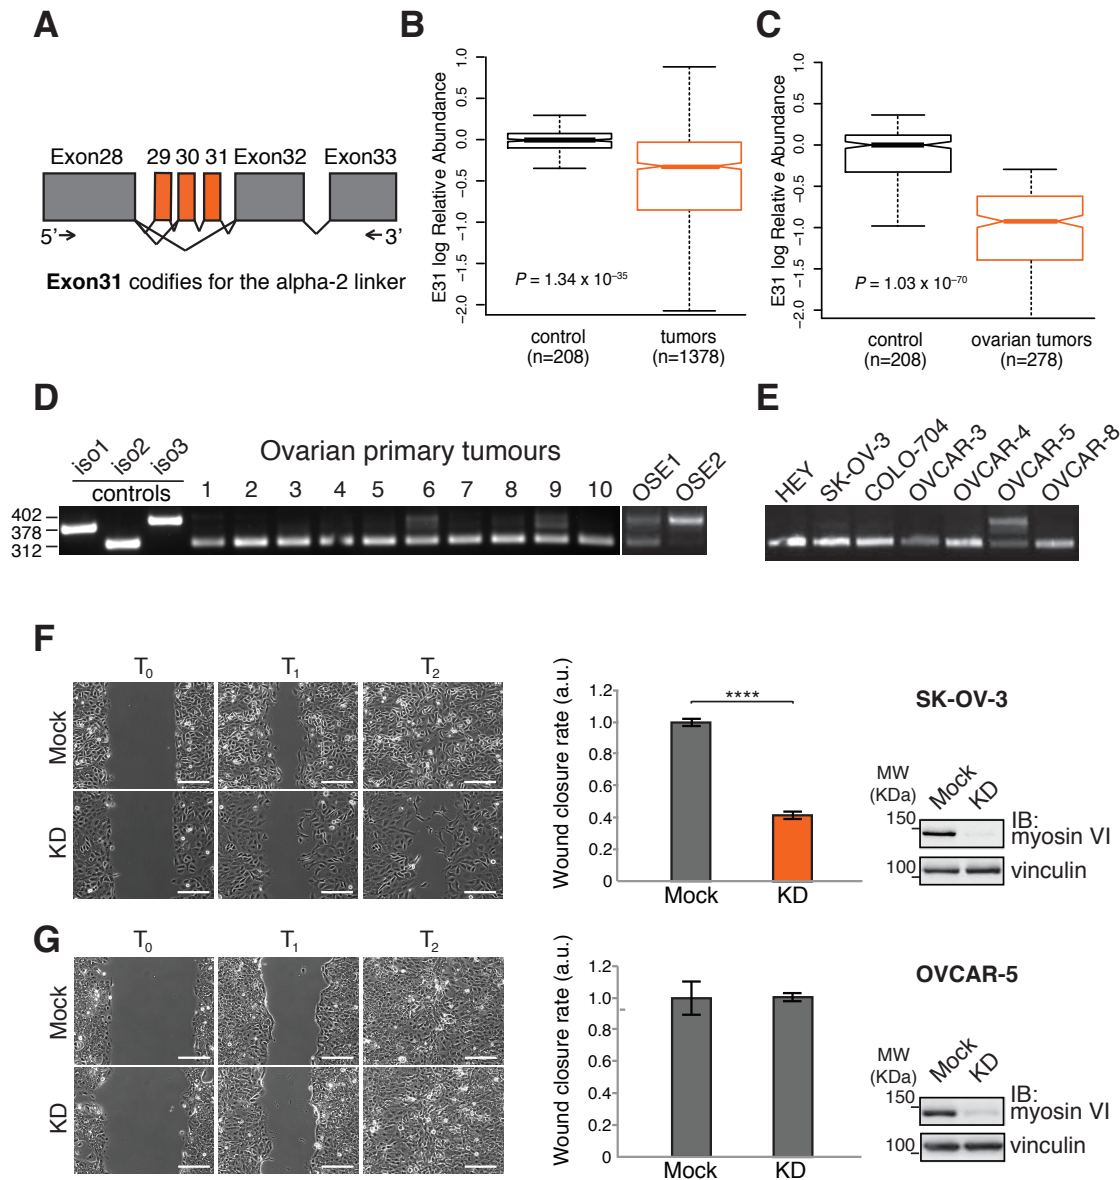 A
Exon28 29 30 31 Exon32 Exon33
5' 3'
Exon31 codifies for the alpha-2 linker
B
E31 log Relative Abundance
1.0
0.5
0.0
−0.5
−1.0
−1.5
−2.0
P = 1.34 x 10⁻³⁵
control
(n=208)
tumors
(n=1378)
C
E31 log Relative Abundance
1.0
0.5
0.0
−0.5
−1.0
−1.5
−2.0
P = 1.03 x 10⁻⁷⁰
control
(n=208)
ovarian tumors
(n=278)
D
iso1 iso2 iso3
controls
Ovarian primary tumours
1 2 3 4 5 6 7 8 9 10
OSE1 OSE2
402
378
312
E
HEY SK-OV-3 COLO-704 OVCAR-3 OVCAR-4 OVCAR-5 OVCAR-8
F
T₀ T₁ T₂
Mock
KD
Wound closure rate (a.u.)
1.2
1.0
0.8
0.6
0.4
0.2
0
****
Mock KD
SK-OV-3
MW
(KDa)
Mock KD
150
IB:
myosin VI
100
vinculin
G
T₀ T₁ T₂
Mock
KD
Wound closure rate (a.u.)
1.2
1.0
0.8
0.6
0.4
0.2
0
Mock KD
OVCAR-5
MW
(KDa)
Mock KD
150
IB:
myosin VI
100
vinculin